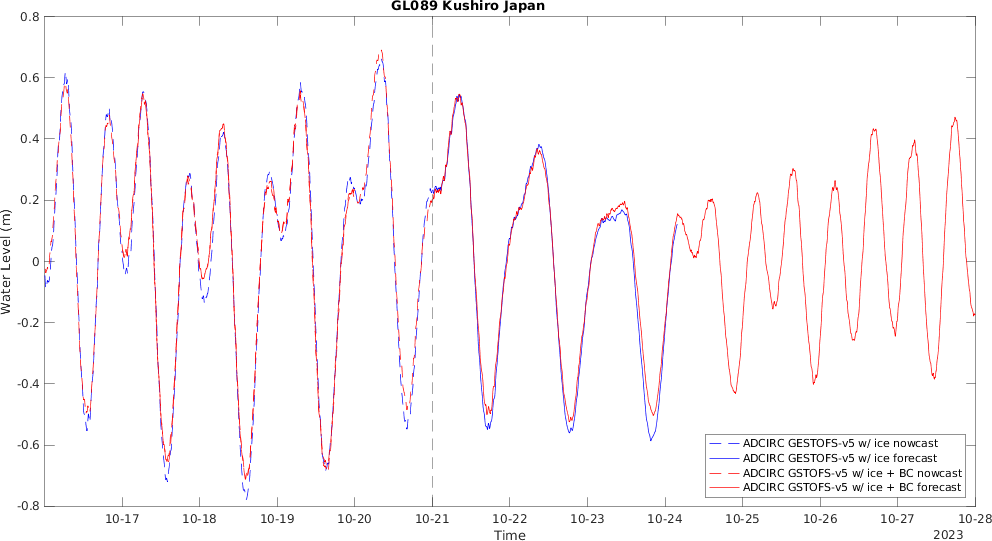 GL089 Kushiro Japan
0.8
0.6
0.4
0.2
0
-0.2
-0.4
-0.6
-0.8
Water Level (m)
10-17 10-18 10-19 10-20 10-21 10-22 10-23 10-24 10-25 10-26 10-27 10-28
Time
2023
ADCIRC GESTOFS-v5 w/ ice nowcast
ADCIRC GESTOFS-v5 w/ ice forecast
ADCIRC GSTOFS-v5 w/ ice + BC nowcast
ADCIRC GSTOFS-v5 w/ ice + BC forecast